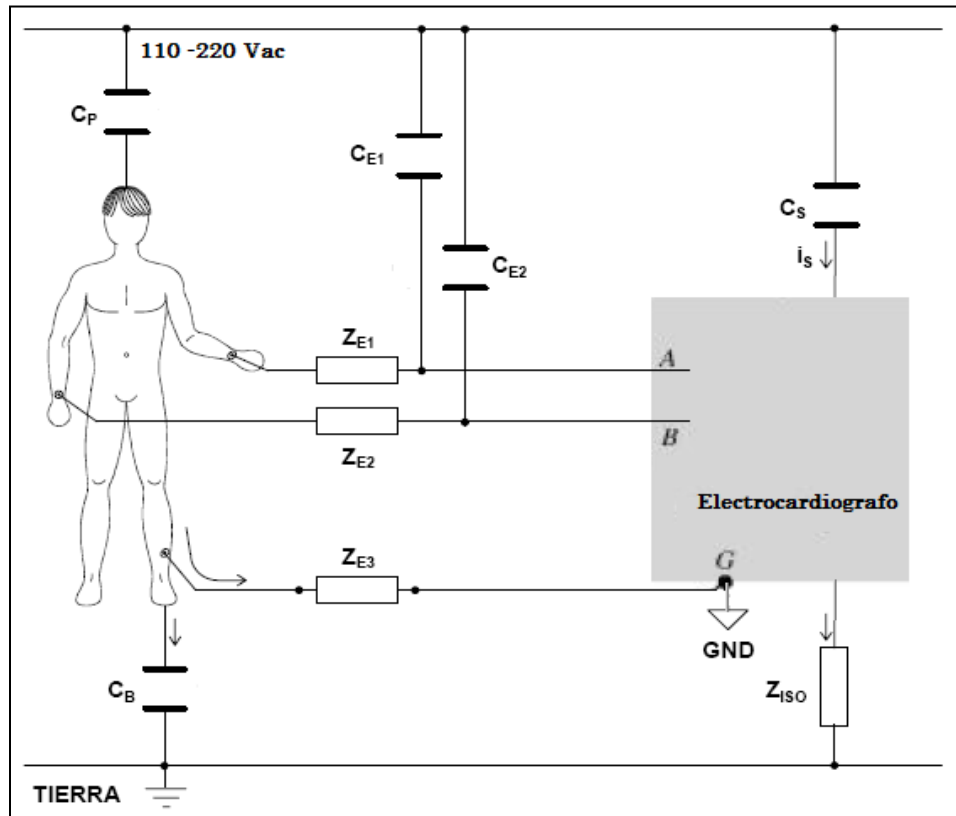 110 -220 Vac
CP
CE1
CE2
CS
iS
ZE1
A
ZE2
B
Electrocardiografo
ZE3
G
GND
CB
ZISO
TIERRA